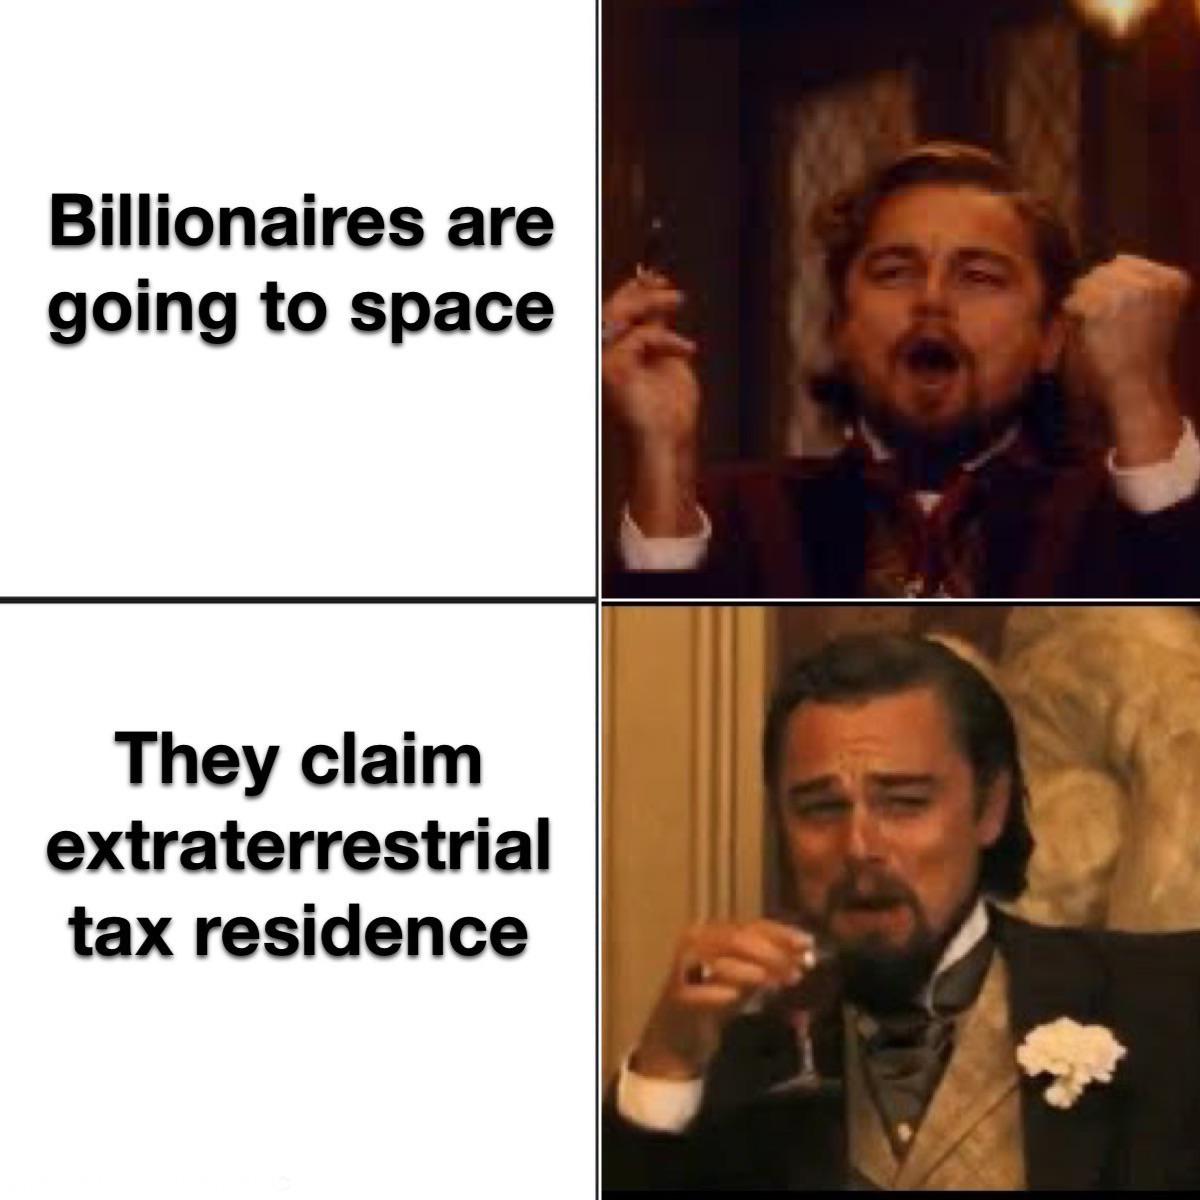 Billionaires are
going to space
They claim
extraterrestrial
tax residence